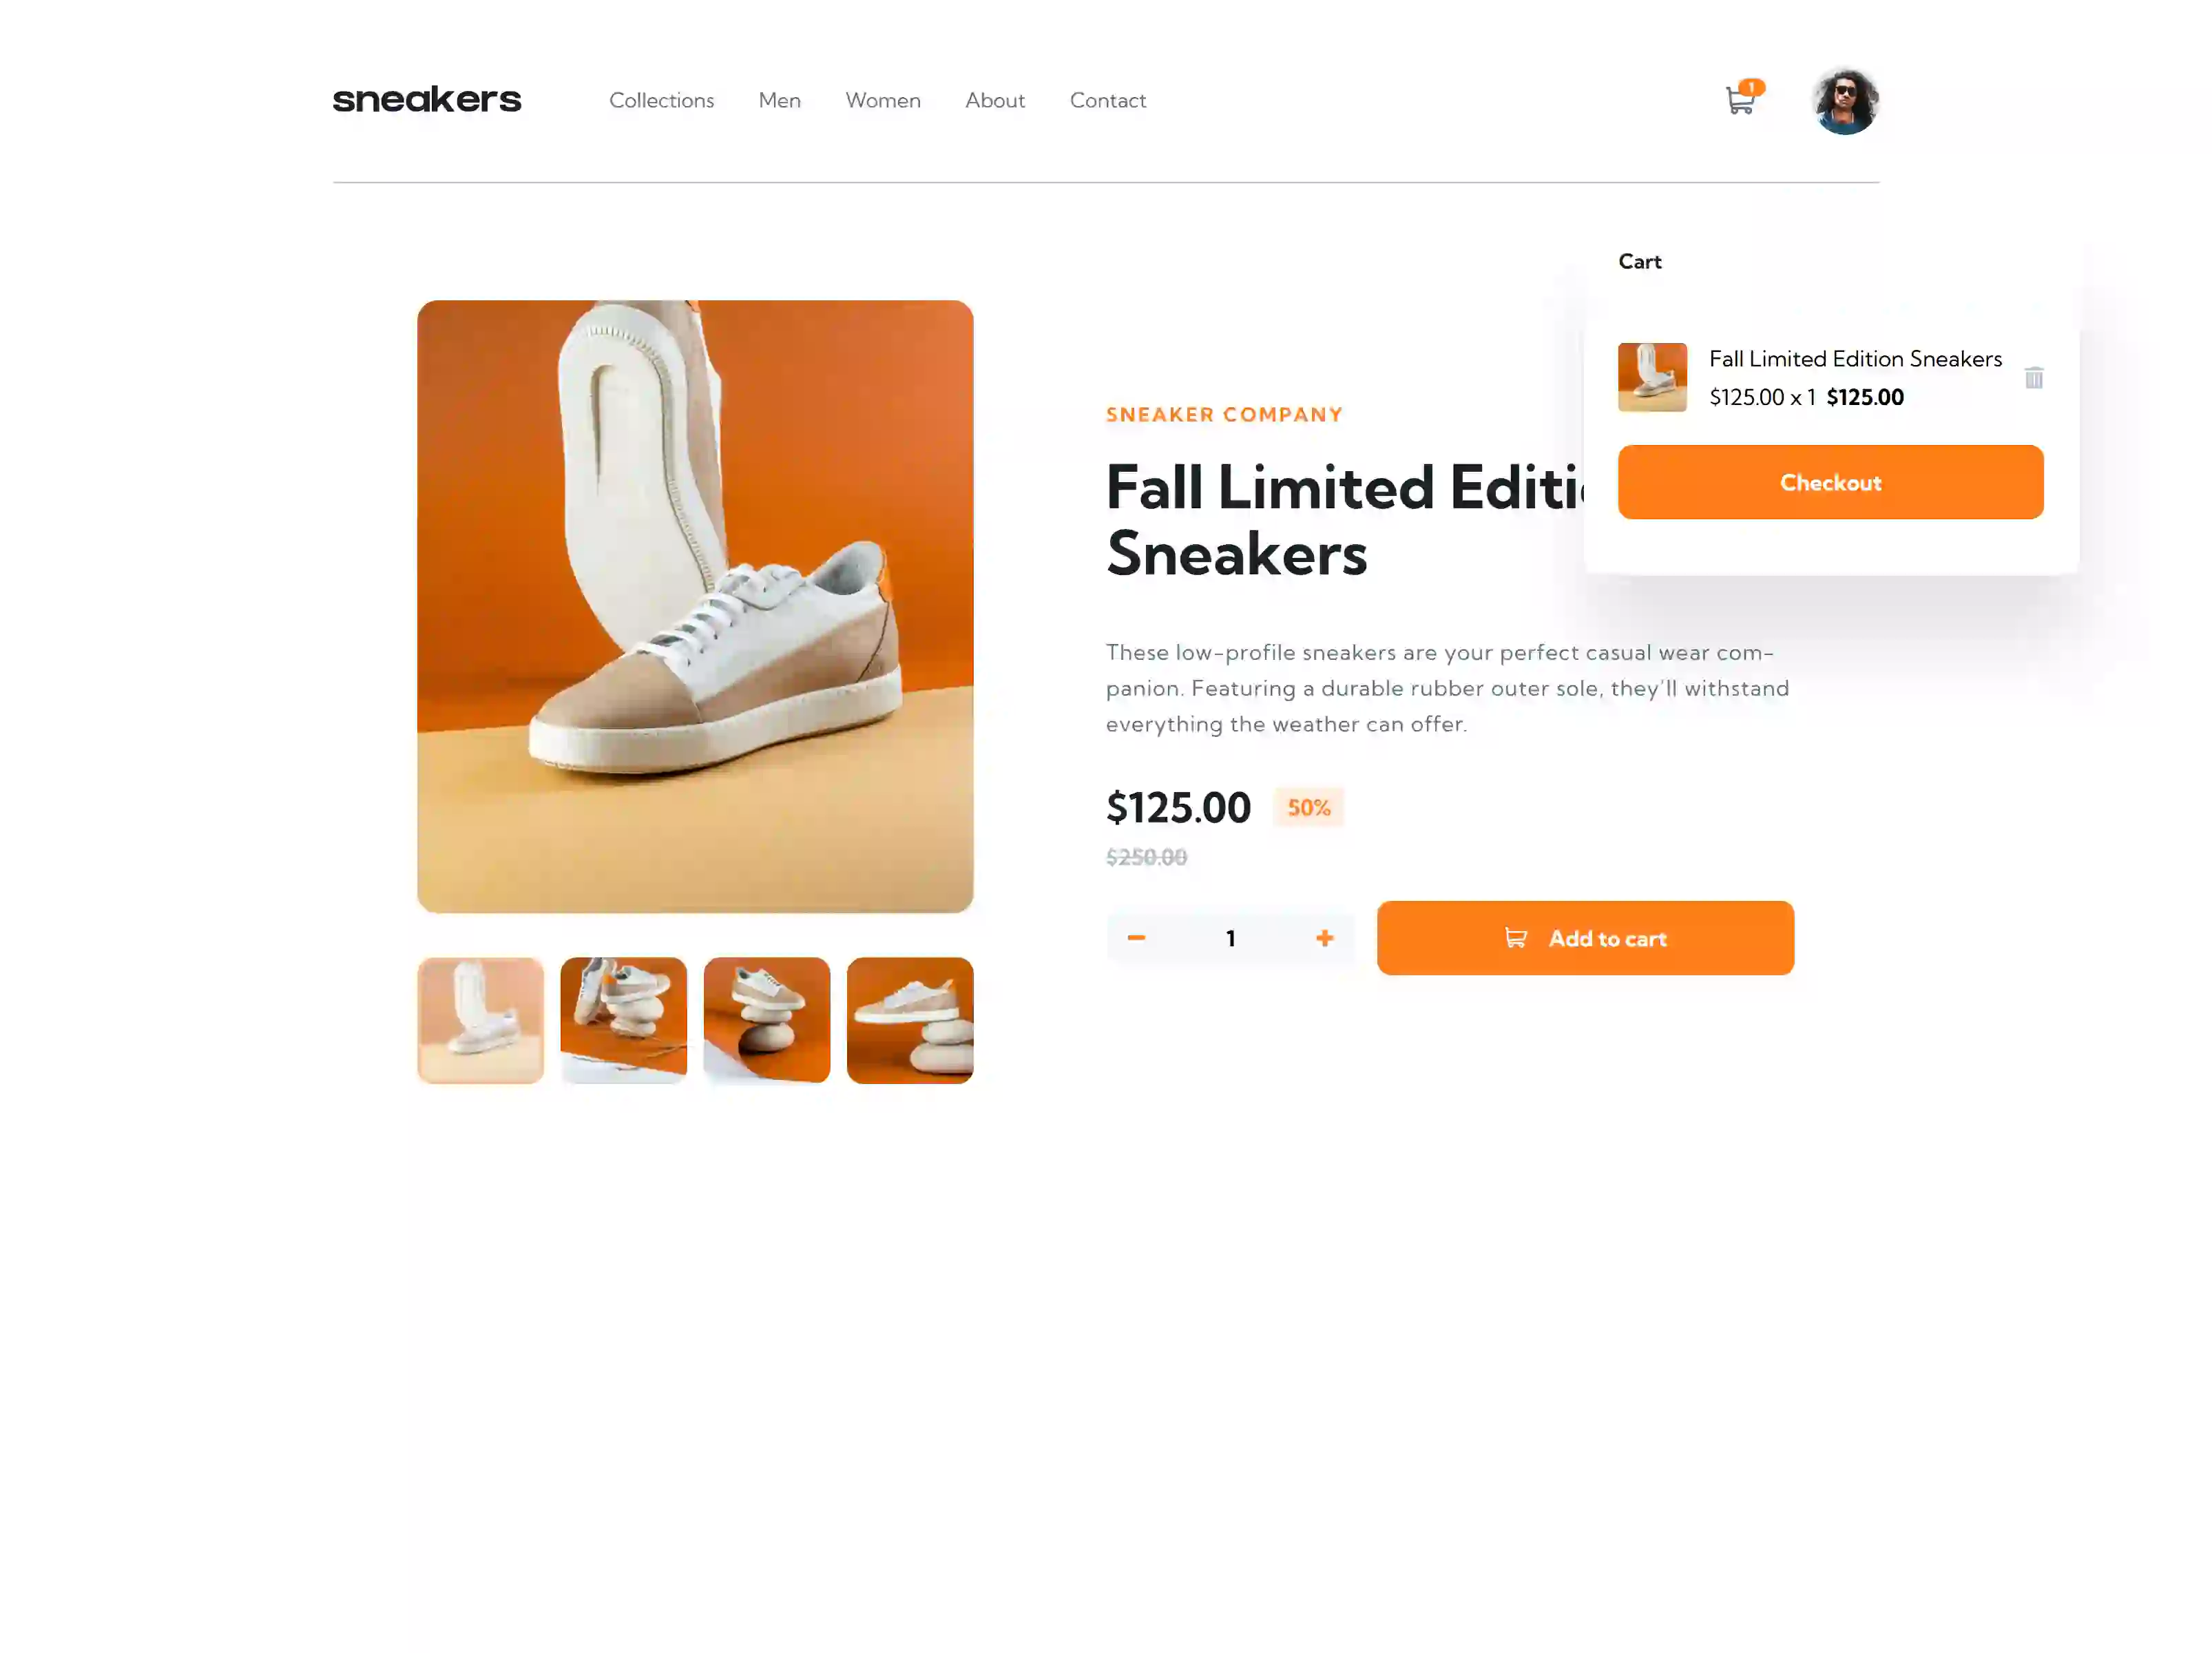 sneakers
Collections
Men
Women
About
Contact
1
Cart
Fall Limited Edition Sneakers
$125.00 x 1 $125.00
Checkout
SNEAKER COMPANY
Fall Limited Editi
Sneakers
These low-profile sneakers are your perfect casual wear com-
panion. Featuring a durable rubber outer sole, they'll withstand
everything the weather can offer.
$125.00 50%
$250.00
1
Add to cart